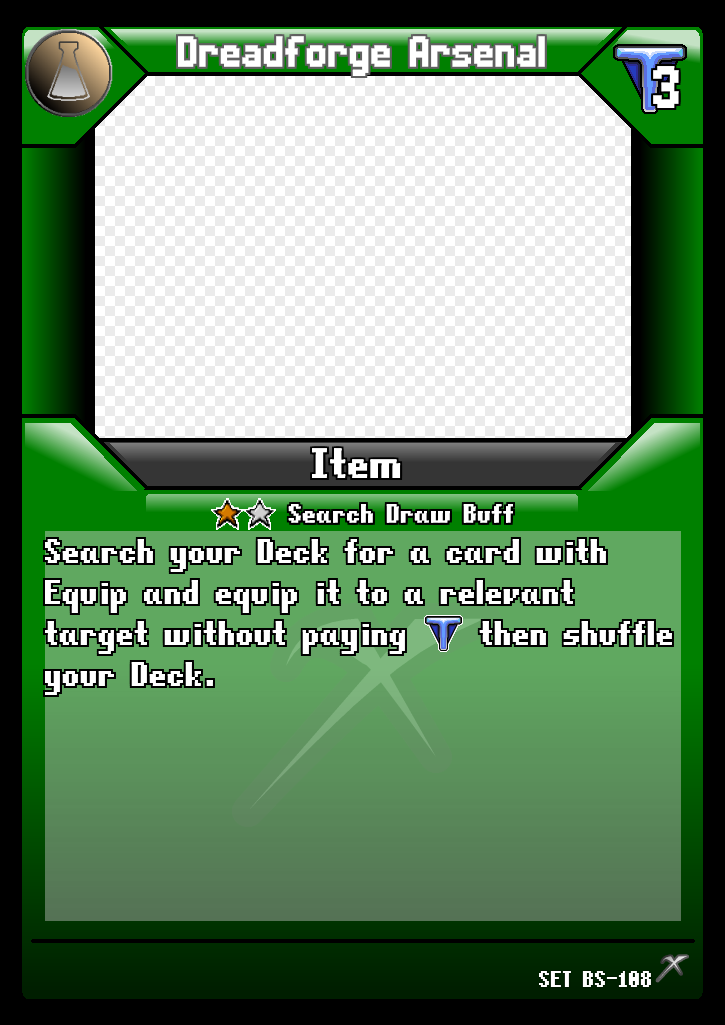 Dreadforge Arsenal
3
Item
Search Draw Buff
Search your Deck for a card with
Equip and equip it to a relevant
target without paying T then shuffle
your Deck.
SET BS-108